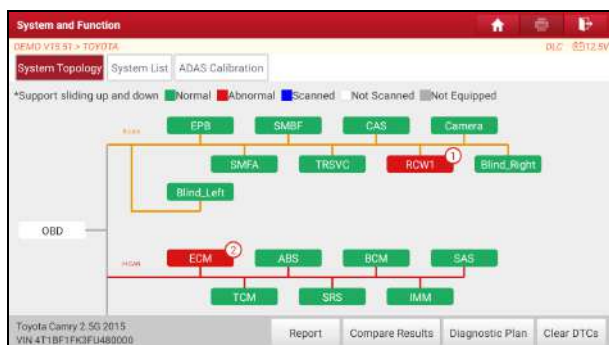 System and Function
DEMO V15.51 > TOYOTA
DLC 12.5V
System Topology System List ADAS Calibration
*Support sliding up and down Normal Abnormal Scanned Not Scanned Not Equipped
EPB SMBF CAS Camera
1
SMFA TRSVC RCW1 Blind_Right
Blind_Left
OBD
2
ECM ABS BCM SAS
TCM SRS IMM
Toyota Camry 2.5G 2015
VIN 4T1BF1FK3FU480000
Report Compare Results Diagnostic Plan Clear DTCs